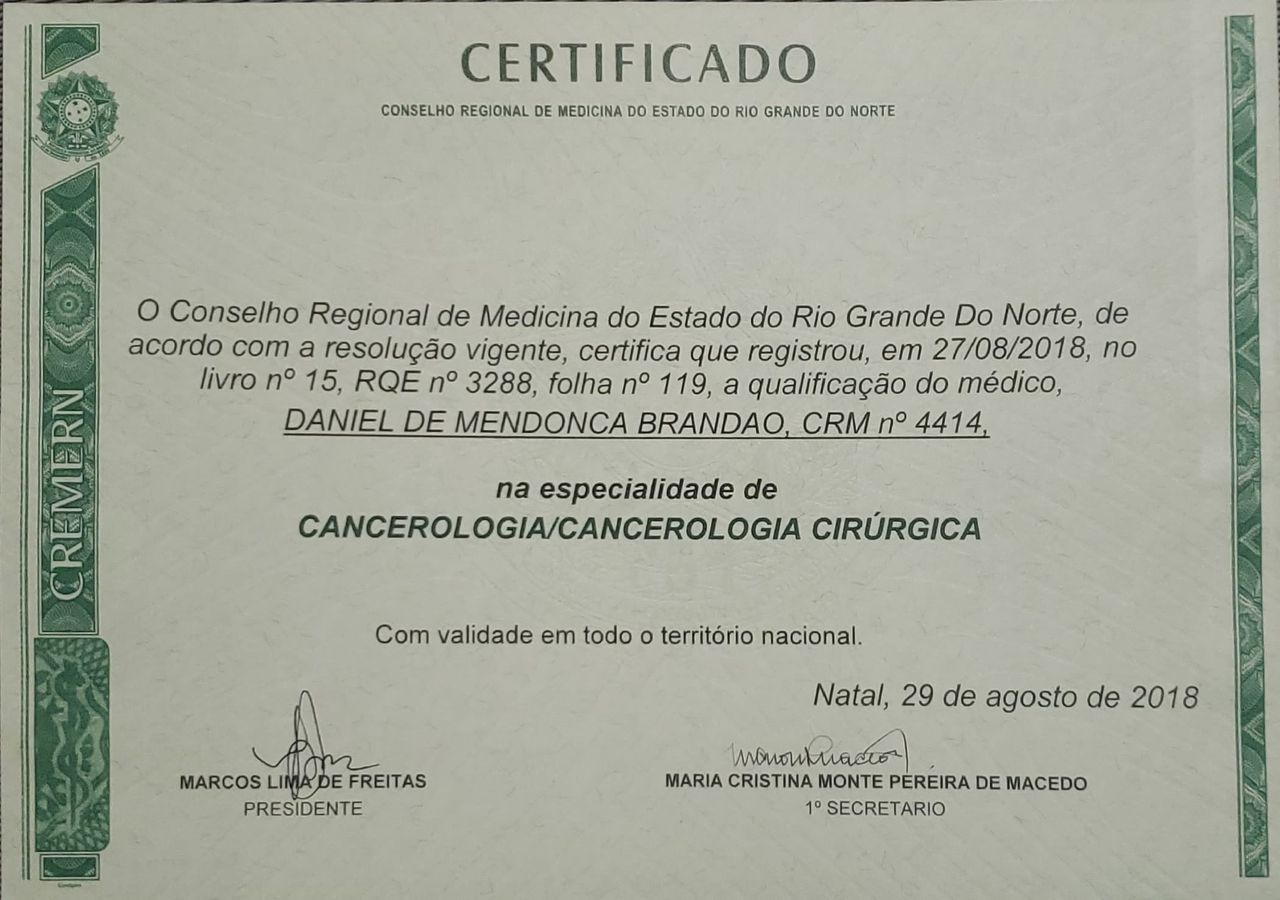 CERTIFICADO
CONSELHO REGIONAL DE MEDICINA DO ESTADO DO RIO GRANDE DO NORTE
CREMERN
O Conselho Regional de Medicina do Estado do Rio Grande Do Norte, de
acordo com a resolução vigente, certifica que registrou, em 27/08/2018, no
livro nº 15, RQE nº 3288, folha nº 119, a qualificação do médico,
DANIEL DE MENDONCA BRANDAO, CRM nº 4414,
na especialidade de
CANCEROLOGIA/CANCEROLOGIA CIRÚRGICA
Com validade em todo o território nacional.
Natal, 29 de agosto de 2018
MARCOS LIMA DE FREITAS
PRESIDENTE
MARIA CRISTINA MONTE PEREIRA DE MACEDO
1º SECRETARIO